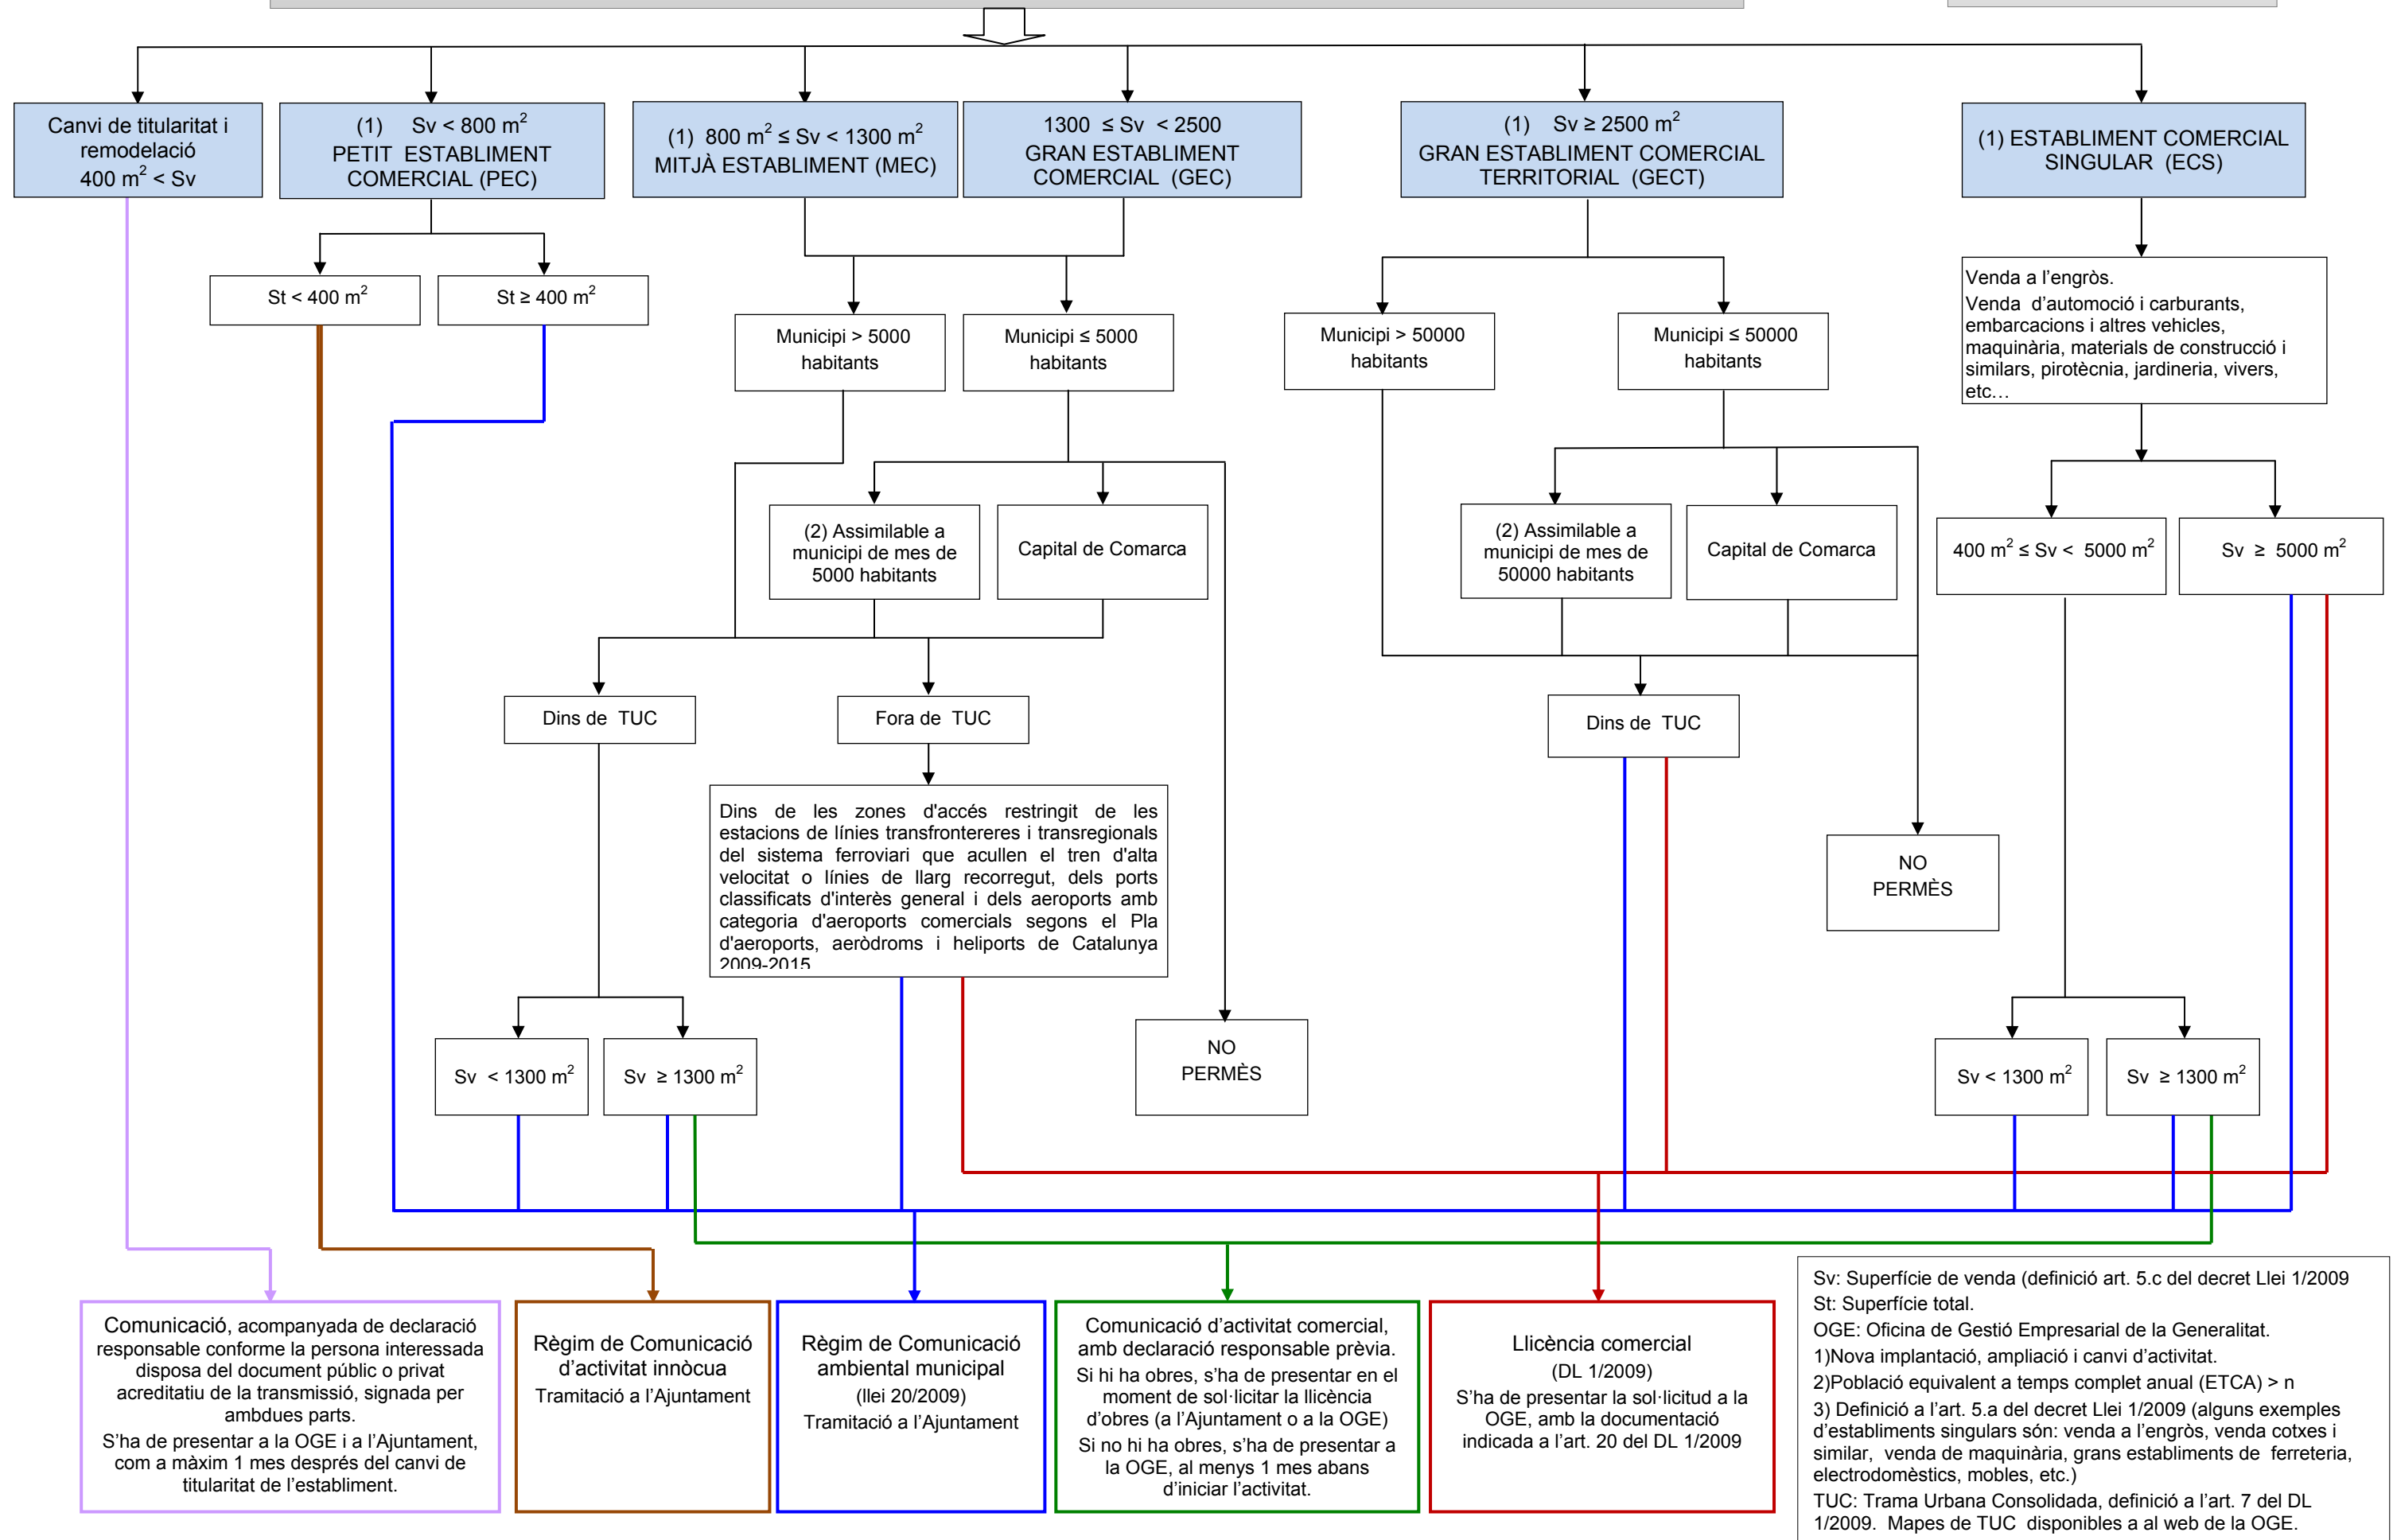 Canvi de titularitat i
remodelació
400 m² < Sv
(1) Sv < 800 m²
PETIT ESTABLIMENT
COMERCIAL (PEC)
(1) 800 m² ≤ Sv < 1300 m²
MITJÀ ESTABLIMENT (MEC)
1300 ≤ Sv < 2500
GRAN ESTABLIMENT
COMERCIAL (GEC)
(1) Sv ≥ 2500 m²
GRAN ESTABLIMENT COMERCIAL
TERRITORIAL (GECT)
(1) ESTABLIMENT COMERCIAL
SINGULAR (ECS)
St < 400 m²
St ≥ 400 m²
Municipi > 5000
habitants
Municipi ≤ 5000
habitants
Municipi > 50000
habitants
Municipi ≤ 50000
habitants
Venda a l’engròs.
Venda d’automoció i carburants,
embarcacions i altres vehicles,
maquinària, materials de construcció i
similars, pirotècnia, jardineria, vivers,
etc…
(2) Assimilable a
municipi de mes de
5000 habitants
Capital de Comarca
(2) Assimilable a
municipi de mes de
50000 habitants
Capital de Comarca
400 m² ≤ Sv < 5000 m²
Sv ≥ 5000 m²
Dins de TUC
Fora de TUC
Dins de TUC
Dins de les zones d'accés restringit de les
estacions de línies transfrontereres i transregionals
del sistema ferroviari que acullen el tren d'alta
velocitat o línies de llarg recorregut, dels ports
classificats d'interès general i dels aeroports amb
categoria d'aeroports comercials segons el Pla
d'aeroports, aeròdroms i heliports de Catalunya
2009-2015
NO
PERMÈS
Sv < 1300 m²
Sv ≥ 1300 m²
NO
PERMÈS
Sv < 1300 m²
Sv ≥ 1300 m²
Comunicació, acompanyada de declaració
responsable conforme la persona interessada
disposa del document públic o privat
acreditatiu de la transmissió, signada per
ambdues parts.
S’ha de presentar a la OGE i a l’Ajuntament,
com a màxim 1 mes després del canvi de
titularitat de l’establiment.
Règim de Comunicació
d’activitat innòcua
Tramitació a l’Ajuntament
Règim de Comunicació
ambiental municipal
(llei 20/2009)
Tramitació a l’Ajuntament
Comunicació d’activitat comercial,
amb declaració responsable prèvia.
Si hi ha obres, s’ha de presentar en el
moment de sol·licitar la llicència
d’obres (a l’Ajuntament o a la OGE)
Si no hi ha obres, s’ha de presentar a
la OGE, al menys 1 mes abans
d’iniciar l’activitat.
Llicència comercial
(DL 1/2009)
S’ha de presentar la sol·licitud a la
OGE, amb la documentació
indicada a l’art. 20 del DL 1/2009
Sv: Superfície de venda (definició art. 5.c del decret Llei 1/2009
St: Superfície total.
OGE: Oficina de Gestió Empresarial de la Generalitat.
1)Nova implantació, ampliació i canvi d’activitat.
2)Població equivalent a temps complet anual (ETCA) > n
3) Definició a l’art. 5.a del decret Llei 1/2009 (alguns exemples
d’establiments singulars són: venda a l’engròs, venda cotxes i
similar, venda de maquinària, grans establiments de ferreteria,
electrodomèstics, mobles, etc.)
TUC: Trama Urbana Consolidada, definició a l’art. 7 del DL
1/2009. Mapes de TUC disponibles a al web de la OGE.